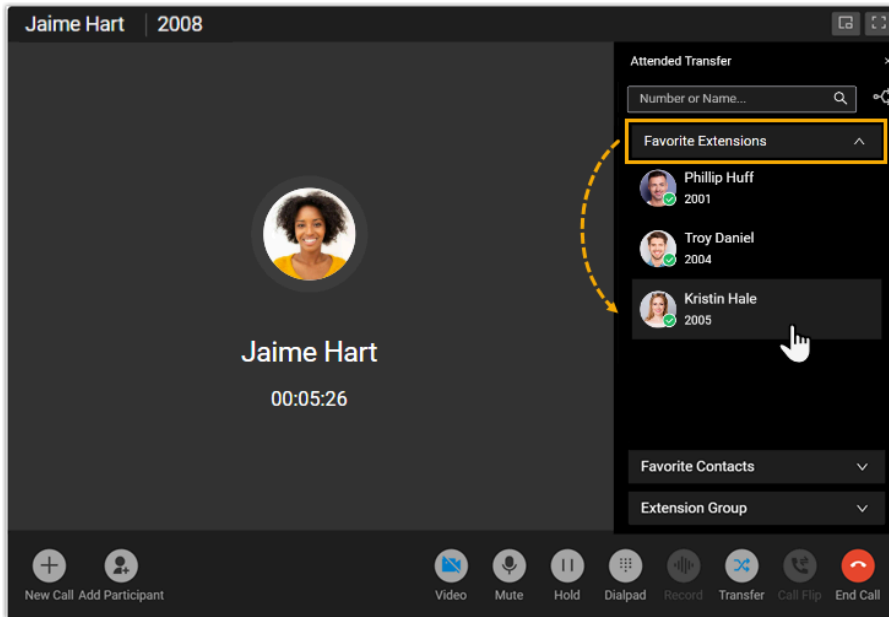 Jaime Hart 2008
Attended Transfer
Number or Name...
Favorite Extensions
Phillip Huff
2001
Troy Daniel
2004
Kristin Hale
2005
Jaime Hart
00:05:26
Favorite Contacts
Extension Group
New Call Add Participant Video Mute Hold Dialpad Record Transfer Call Flip End Call